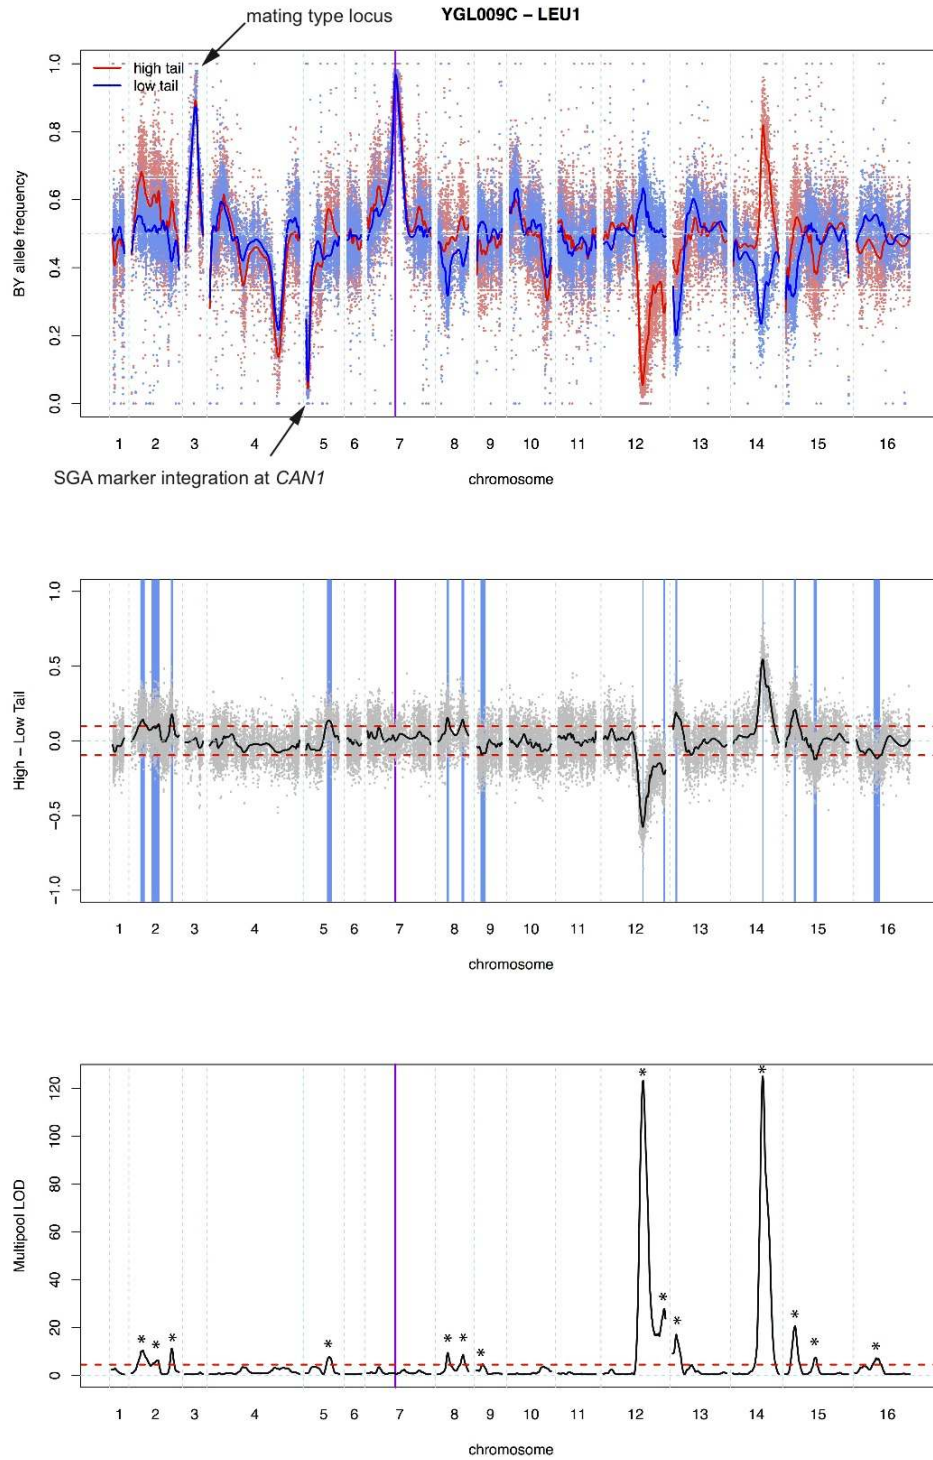 mating type locus
YGL009C – LEU1
high tail
low tail
BY allele frequency
1.0
0.8
0.6
0.4
0.2
0.0
1 2 3 4 5 6 7 8 9 10 11 12 13 14 15 16
SGA marker integration at CAN1
chromosome
High – Low Tail
1.0
0.5
0.0
−0.5
−1.0
1 2 3 4 5 6 7 8 9 10 11 12 13 14 15 16
chromosome
Multipool LOD
120
100
80
60
40
20
0
* * * * * * * * * * * * * *
1 2 3 4 5 6 7 8 9 10 11 12 13 14 15 16
chromosome